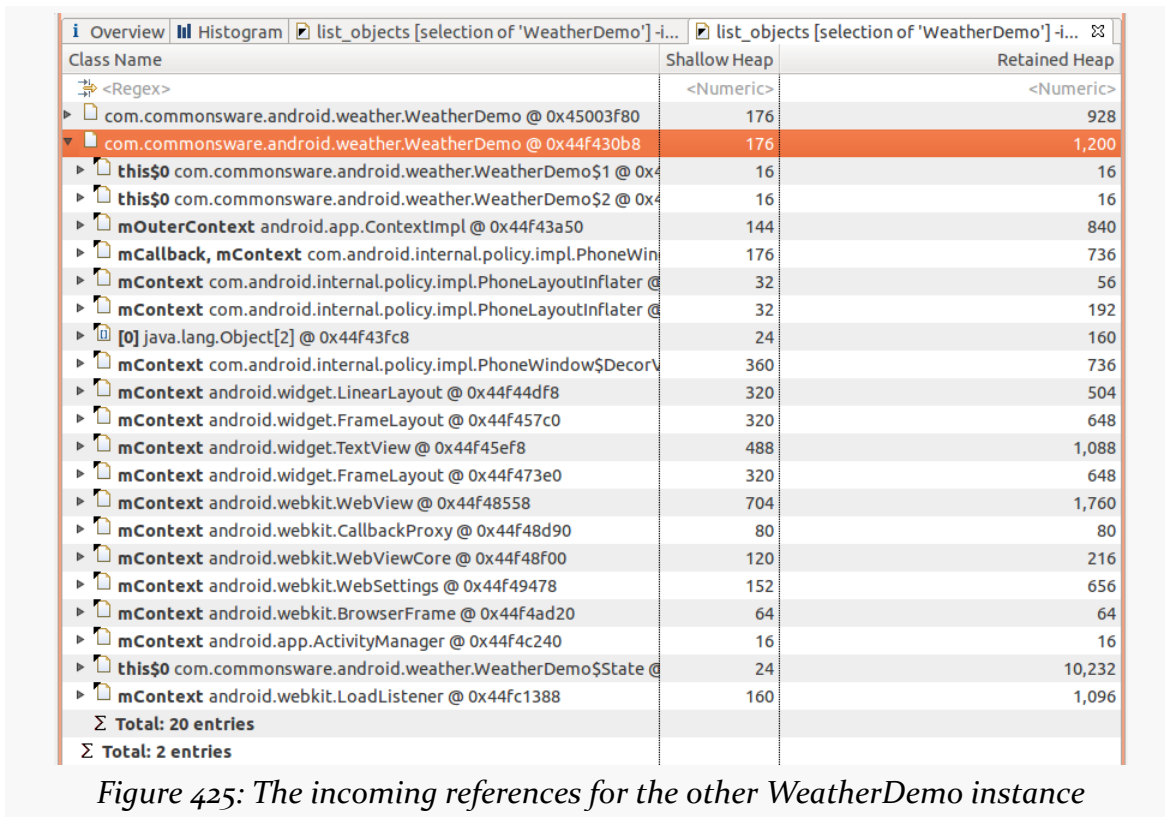 i Overview Histogram list_objects [selection of 'WeatherDemo'] -i... list_objects [selection of 'WeatherDemo'] -i...
Class Name Shallow Heap Retained Heap
<Regex> <Numeric> <Numeric>
com.commonsware.android.weather.WeatherDemo @ 0x45003f80 176 928
com.commonsware.android.weather.WeatherDemo @ 0x44f430b8 176 1,200
this$0 com.commonsware.android.weather.WeatherDemo$1 @ 0x4 16 16
this$0 com.commonsware.android.weather.WeatherDemo$2 @ 0x4 16 16
mOuterContext android.app.ContextImpl @ 0x44f43a50 144 840
mCallback, mContext com.android.internal.policy.impl.PhoneWin 176 736
mContext com.android.internal.policy.impl.PhoneLayoutInflater @ 32 56
mContext com.android.internal.policy.impl.PhoneLayoutInflater @ 32 192
[0] java.lang.Object[2] @ 0x44f43fc8 24 160
mContext com.android.internal.policy.impl.PhoneWindow$DecorV 360 736
mContext android.widget.LinearLayout @ 0x44f44df8 320 504
mContext android.widget.FrameLayout @ 0x44f457c0 320 648
mContext android.widget.TextView @ 0x44f45ef8 488 1,088
mContext android.widget.FrameLayout @ 0x44f473e0 320 648
mContext android.webkit.WebView @ 0x44f48558 704 1,760
mContext android.webkit.CallbackProxy @ 0x44f48d90 80 80
mContext android.webkit.WebViewCore @ 0x44f48f00 120 216
mContext android.webkit.WebSettings @ 0x44f49478 152 656
mContext android.webkit.BrowserFrame @ 0x44f4ad20 64 64
mContext android.app.ActivityManager @ 0x44f4c240 16 16
this$0 com.commonsware.android.weather.WeatherDemo$State @ 24 10,232
mContext android.webkit.LoadListener @ 0x44fc1388 160 1,096
Σ Total: 20 entries
Σ Total: 2 entries
Figure 425: The incoming references for the other WeatherDemo instance